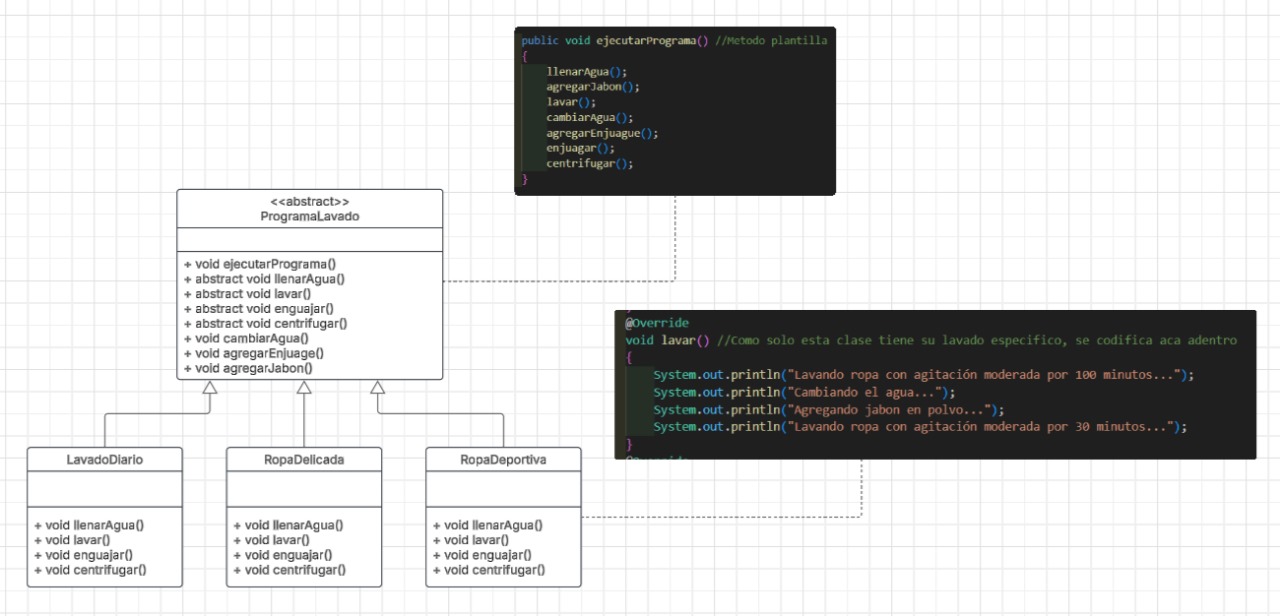 public void ejecutarPrograma() //Metodo plantilla
{
llenarAgua();
agregarJabon();
lavar();
cambiarAgua();
agregarEnjuague();
enjuagar();
centrifugar();
}
<<abstract>>
ProgramaLavado
+ void ejecutarPrograma()
+ abstract void llenarAgua()
+ abstract void lavar()
+ abstract void enguajar()
+ abstract void centrifugar()
+ void cambiarAgua()
+ void agregarEnjuage()
+ void agregarJabon()
@Override
void lavar() //Como solo esta clase tiene su lavado especifico, se codifica aca adentro
{
System.out.println("Lavando ropa con agitación moderada por 100 minutos...");
System.out.println("Cambiando el agua...");
System.out.println("Agregando jabon en polvo...");
System.out.println("Lavando ropa con agitación moderada por 30 minutos...");
}
LavadoDiario
+ void llenarAgua()
+ void lavar()
+ void enguajar()
+ void centrifugar()
RopaDelicada
+ void llenarAgua()
+ void lavar()
+ void enguajar()
+ void centrifugar()
RopaDeportiva
+ void llenarAgua()
+ void lavar()
+ void enguajar()
+ void centrifugar()